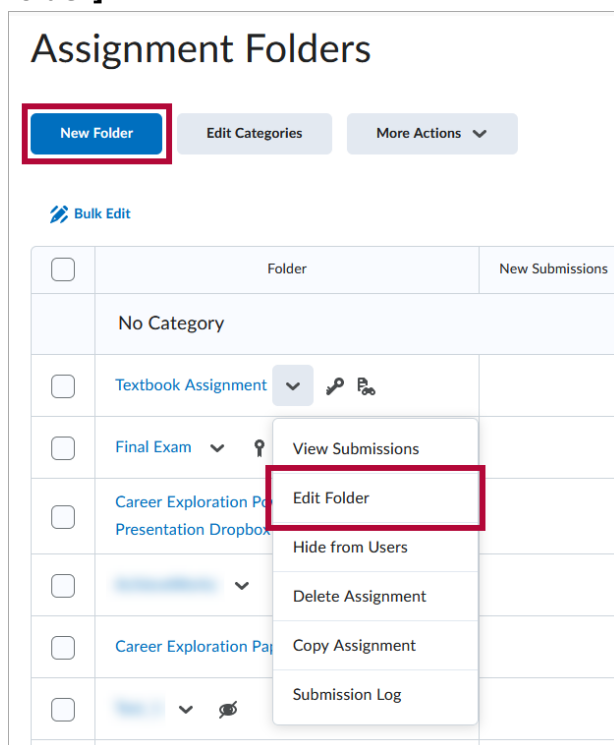 Assignment Folders
New Folder
Edit Categories
More Actions
Bulk Edit
Folder
New Submissions
No Category
Textbook Assignment
Final Exam
View Submissions
Career Exploration
Presentation Dropbox
Edit Folder
Hide from Users
Delete Assignment
Career Exploration
Copy Assignment
Submission Log